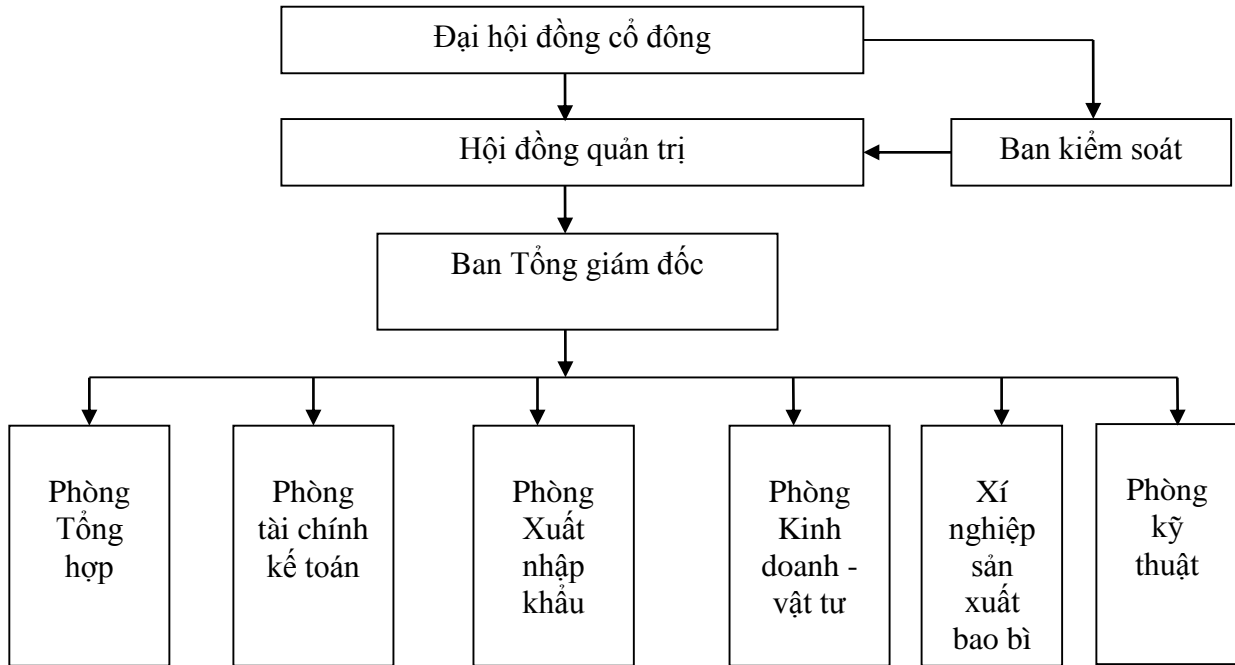 Đại hội đồng cổ đông
Hội đồng quản trị
Ban kiểm soát
Ban Tổng giám đốc
Phòng
Tổng
hợp
Phòng
tài chính
kế toán
Phòng
Xuất
nhập
khẩu
Phòng
Kinh
doanh -
vật tư
Xí
nghiệp
sản
xuất
bao bì
Phòng
kỹ
thuật